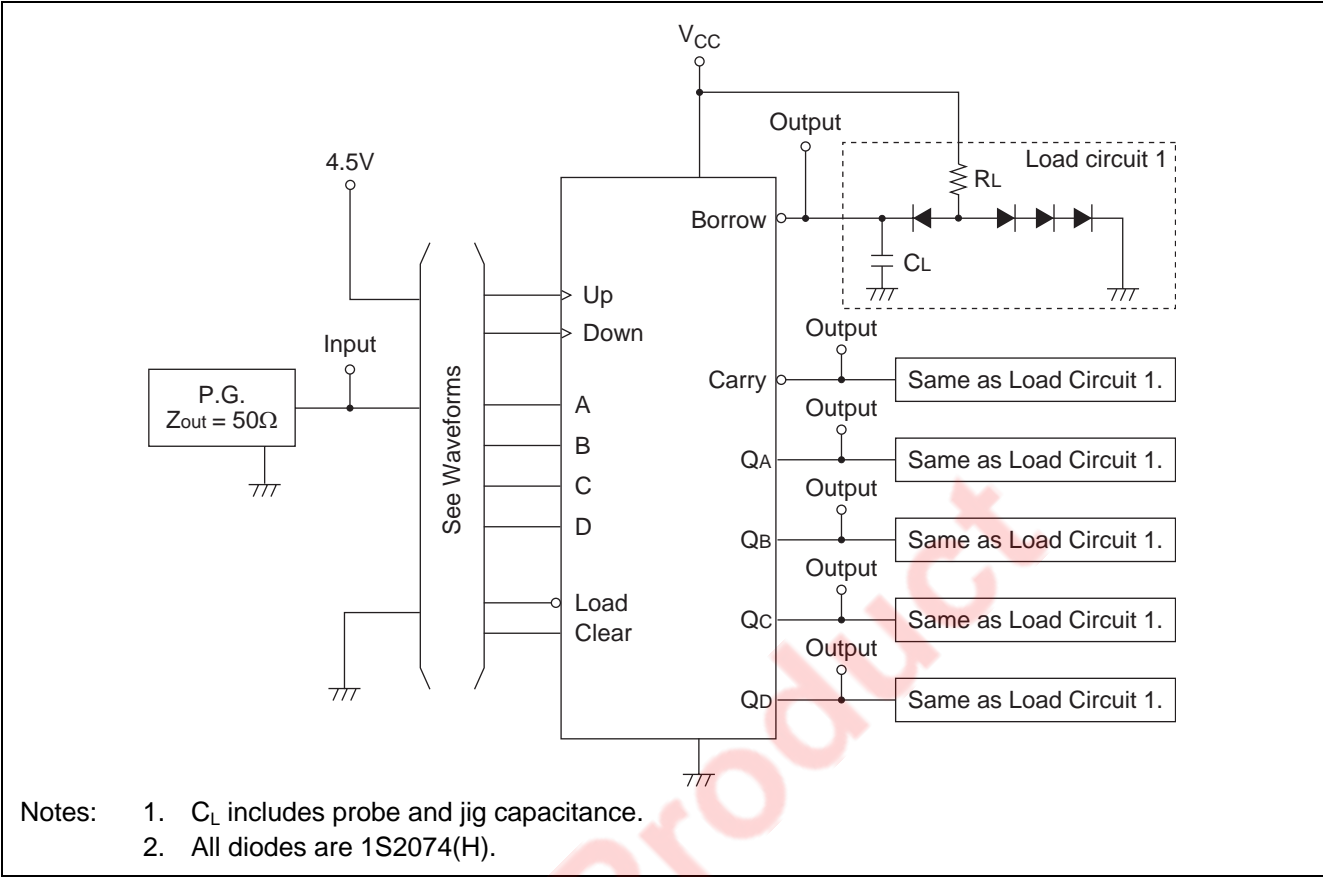 VCC
Output
4.5V
Load circuit 1
RL
Borrow
CL
Up
Output
Down
Input
Carry
Same as Load Circuit 1.
P.G.
Zout = 50Ω
See Waveforms
A
Output
B
QA
Same as Load Circuit 1.
C
Output
D
QB
Same as Load Circuit 1.
Output
Load
QC
Same as Load Circuit 1.
Clear
Output
QD
Same as Load Circuit 1.
Notes: 1. CL includes probe and jig capacitance.
2. All diodes are 1S2074(H).
Product